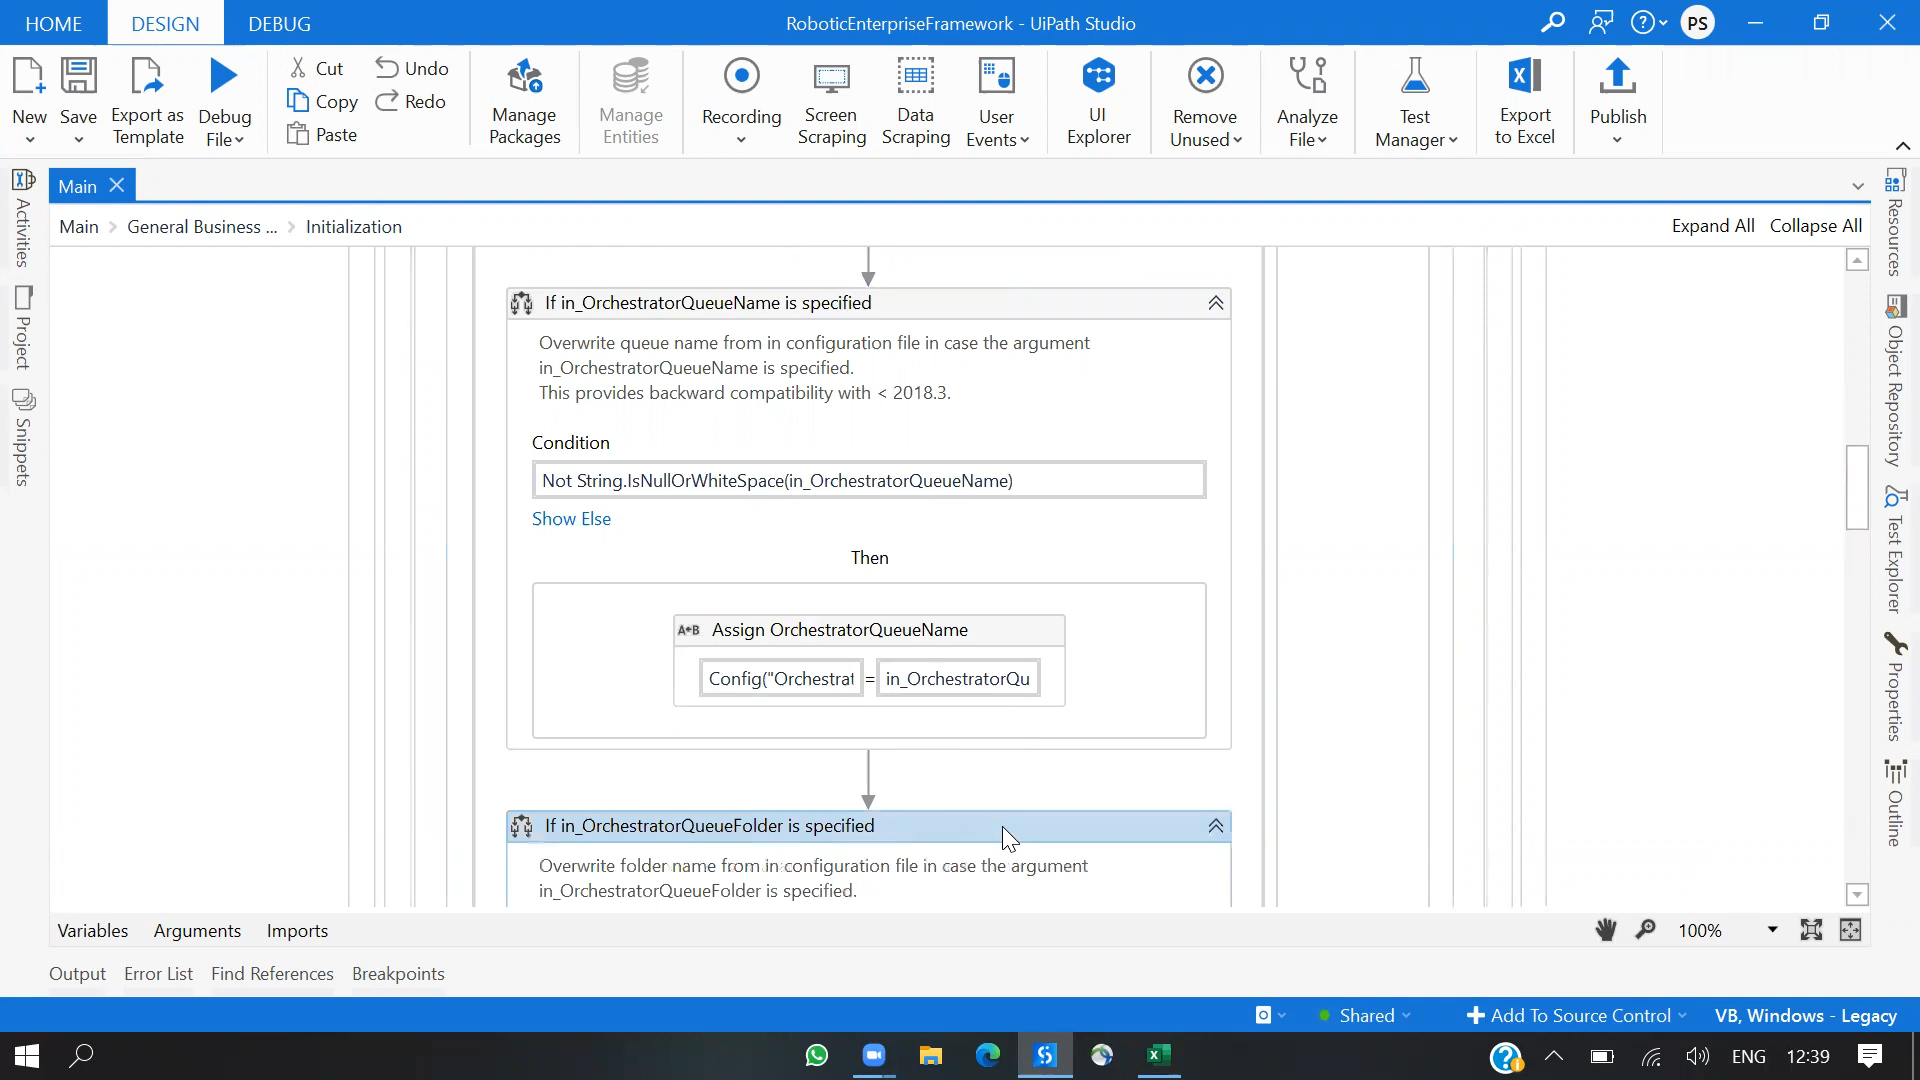 HOME DESIGN DEBUG RoboticEnterpriseFramework - UiPath Studio PS
New Save Export as Template Debug File
Cut Copy Paste Undo Redo
Manage Packages
Manage Entities
Recording
Screen Scraping
Data Scraping
User Events
UI Explorer
Remove Unused
Analyze File
Test Manager
Export to Excel
Publish
Main
Main General Business ... Initialization Expand All Collapse All
Activities
Project
Snippets
If in_OrchestratorQueueName is specified
Overwrite queue name from in configuration file in case the argument
in_OrchestratorQueueName is specified.
This provides backward compatibility with < 2018.3.
Condition
Not String.IsNullOrWhiteSpace(in_OrchestratorQueueName)
Show Else
Then
A+B Assign OrchestratorQueueName
Config("Orchestrat = in_OrchestratorQu
If in_OrchestratorQueueFolder is specified
Overwrite folder name from in configuration file in case the argument
in_OrchestratorQueueFolder is specified.
Resources
Object Repository
Test Explorer
Properties
Outline
Variables Arguments Imports 100%
Output Error List Find References Breakpoints
Shared Add To Source Control VB, Windows - Legacy
ENG 12:39